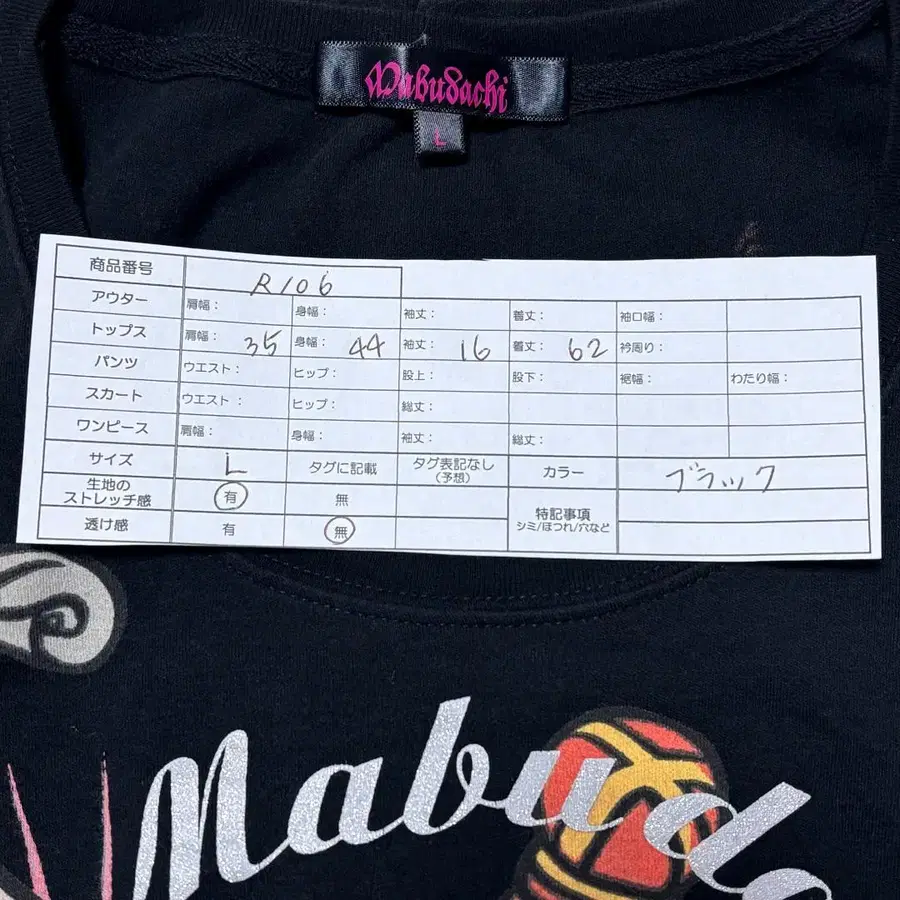 Mabudachi
L
商品番号 R106
アウター 肩幅： 身幅： 袖丈： 着丈： 袖口幅：
トップス 肩幅： 35 身幅： 44 袖丈： 16 着丈： 62 衿周り：
パンツ ウエスト： ヒップ： 股上： 股下： 裾幅： わたり幅：
スカート ウエスト： ヒップ： 総丈：
ワンピース 肩幅： 身幅： 袖丈： 総丈：
サイズ L タグに記載 タグ表記なし（予想） カラー ブラック
生地のストレッチ感 有 無 特記事項
シミ/ほつれ/穴など
透け感 有 無
Mabuda